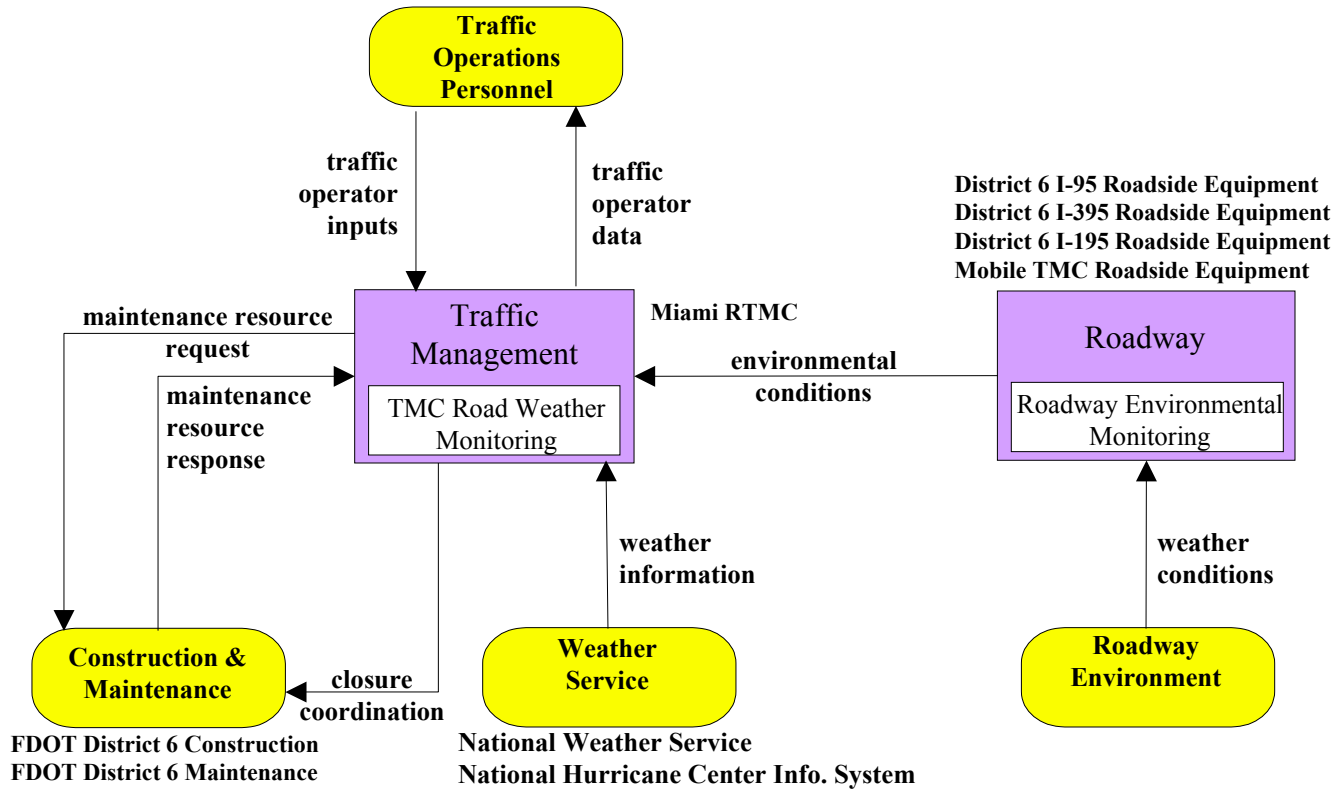 Traffic
Operations
Personnel
traffic
operator
inputs
traffic
operator
data
District 6 I-95 Roadside Equipment
District 6 I-395 Roadside Equipment
District 6 I-195 Roadside Equipment
Mobile TMC Roadside Equipment
maintenance resource
request
Traffic
Management
TMC Road Weather
Monitoring
Miami RTMC
environmental
conditions
Roadway
Roadway Environmental
Monitoring
maintenance
resource
response
weather
information
weather
conditions
Construction &
Maintenance
closure
coordination
Weather
Service
Roadway
Environment
FDOT District 6 Construction
FDOT District 6 Maintenance
National Weather Service
National Hurricane Center Info. System